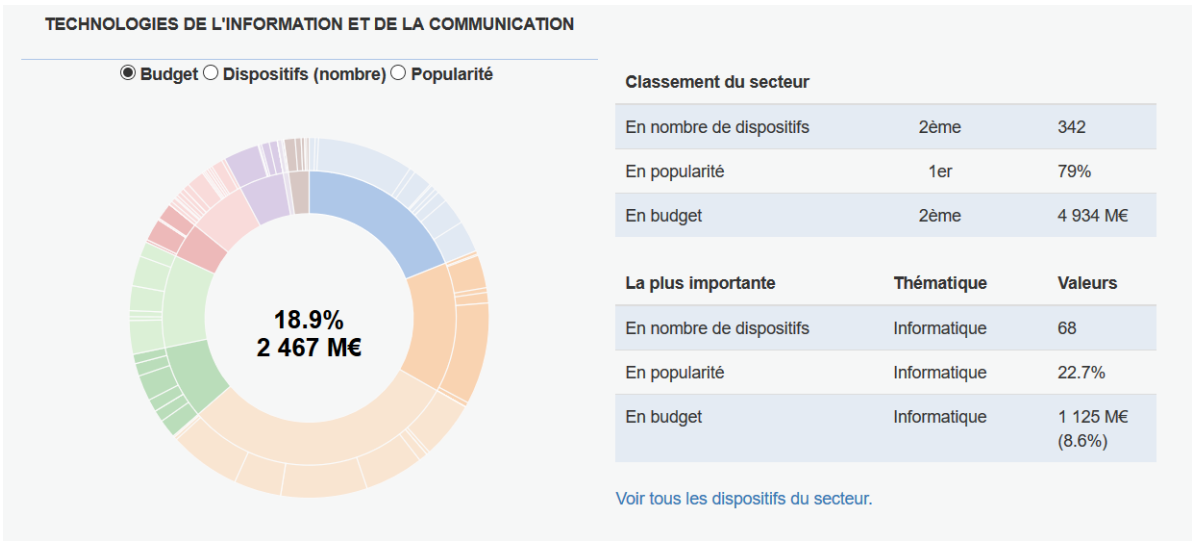 TECHNOLOGIES DE L'INFORMATION ET DE LA COMMUNICATION
Budget Dispositifs (nombre) Popularité
18.9%
2 467 M€
Classement du secteur
En nombre de dispositifs 2ème 342
En popularité 1er 79%
En budget 2ème 4 934 M€
La plus importante Thématique Valeurs
En nombre de dispositifs Informatique 68
En popularité Informatique 22.7%
En budget Informatique 1 125 M€
(8.6%)
Voir tous les dispositifs du secteur.